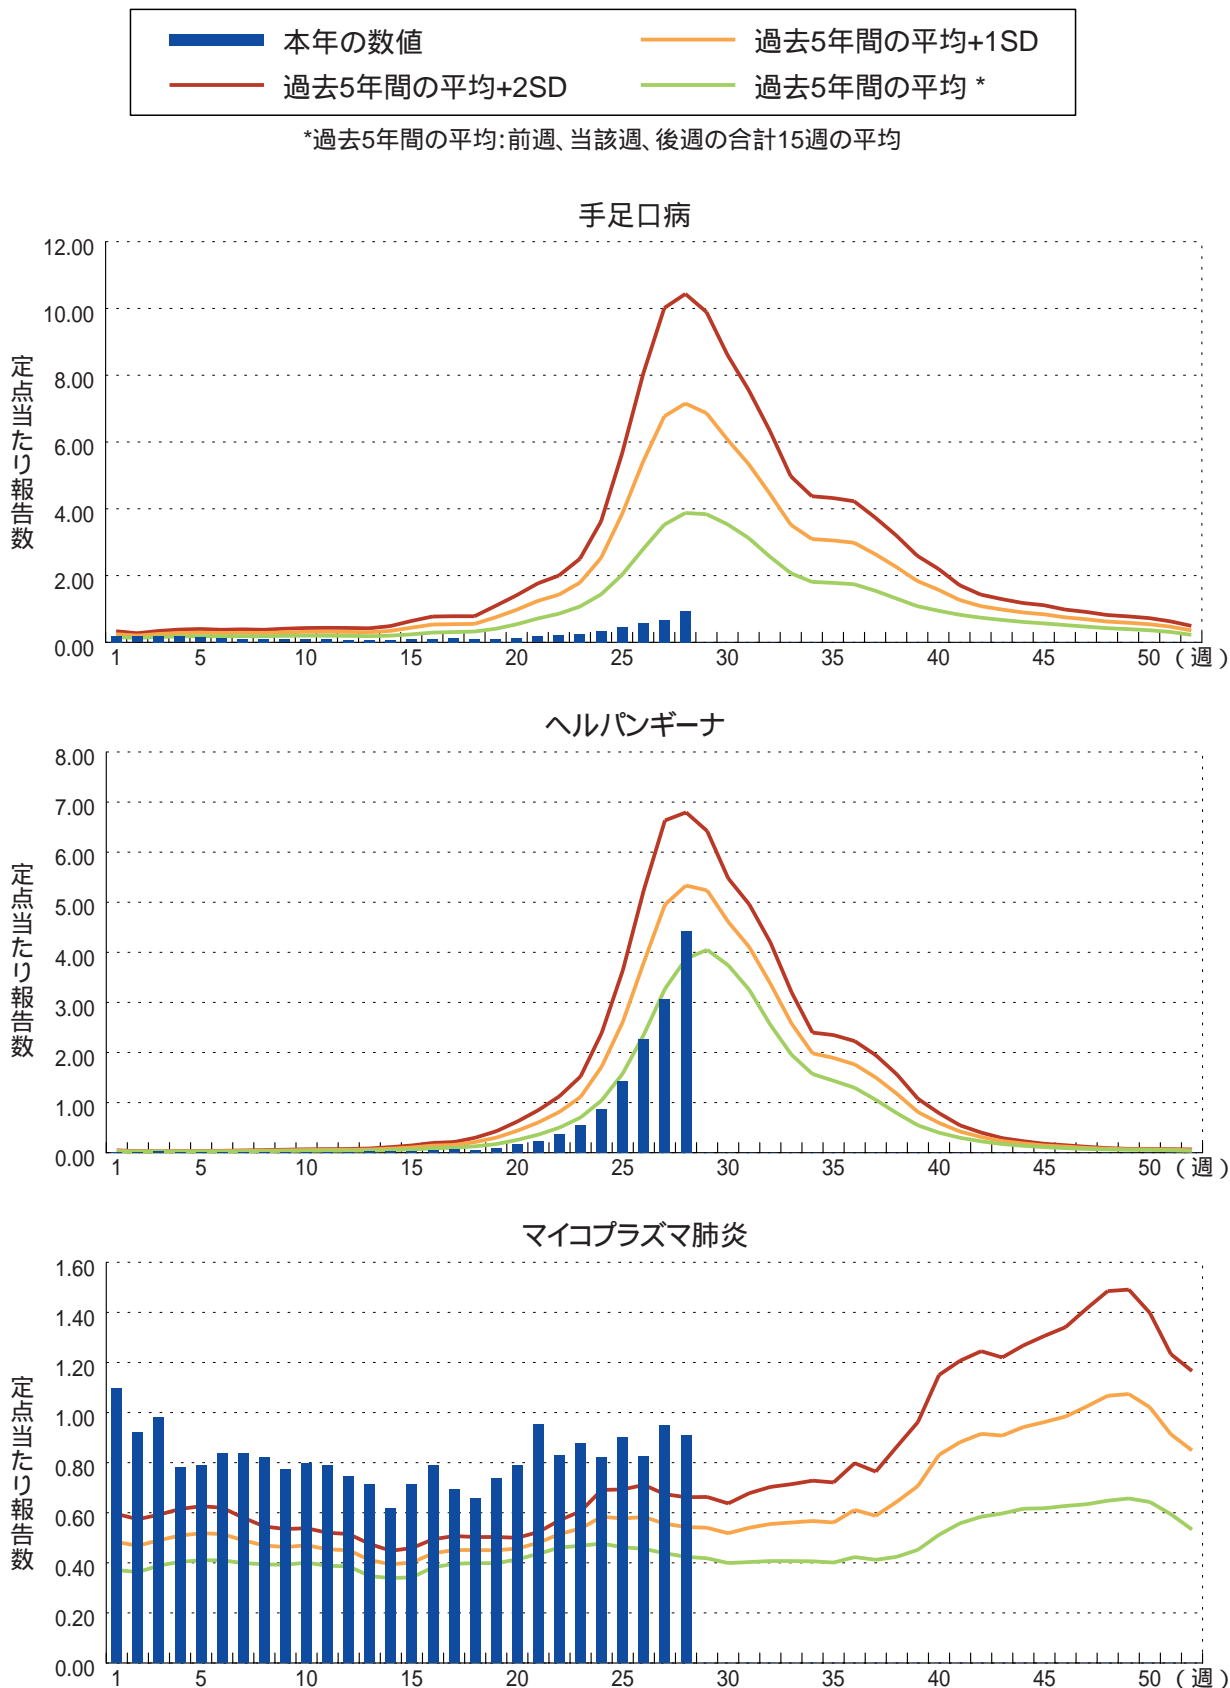 本年の数値
過去5年間の平均+1SD
過去5年間の平均+2SD
過去5年間の平均 *
*過去5年間の平均:前週、当該週、後週の合計15週の平均
手足口病
定点当たり報告数
12.00
10.00
8.00
6.00
4.00
2.00
0.00
1 5 10 15 20 25 30 35 40 45 50 (週)
ヘルパンギーナ
定点当たり報告数
8.00
7.00
6.00
5.00
4.00
3.00
2.00
1.00
0.00
1 5 10 15 20 25 30 35 40 45 50 (週)
マイコプラズマ肺炎
定点当たり報告数
1.60
1.40
1.20
1.00
0.80
0.60
0.40
0.20
0.00
1 5 10 15 20 25 30 35 40 45 50 (週)